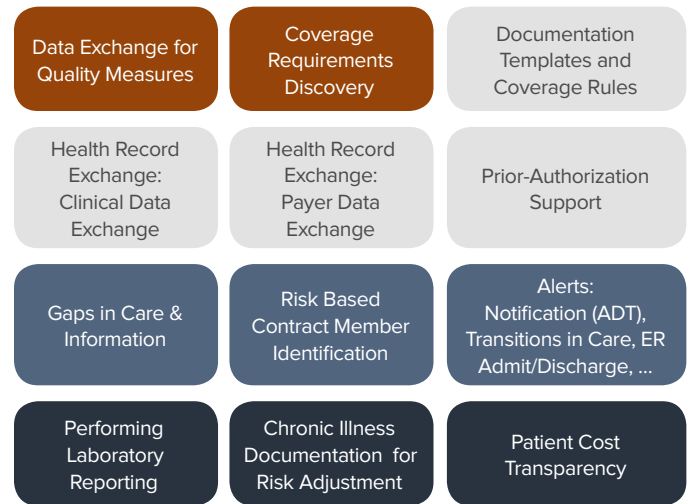 Data Exchange for
Quality Measures
Coverage
Requirements
Discovery
Documentation
Templates and
Coverage Rules
Health Record
Exchange:
Clinical Data
Exchange
Health Record
Exchange:
Payer Data
Exchange
Prior-Authorization
Support
Gaps in Care &
Information
Risk Based
Contract Member
Identification
Alerts:
Notification (ADT),
Transitions in Care, ER
Admit/Discharge, ...
Performing
Laboratory
Reporting
Chronic Illness
Documentation for
Risk Adjustment
Patient Cost
Transparency